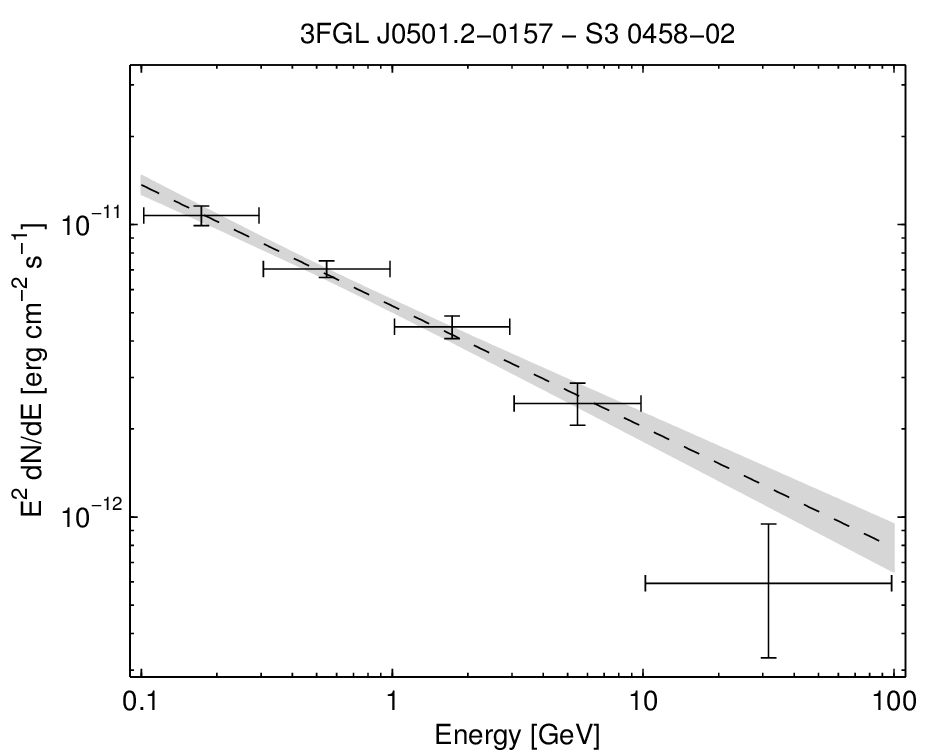 3FGL J0501.2−0157 − S3 0458−02
E² dN/dE [erg cm⁻² s⁻¹]
10⁻¹¹
10⁻¹²
0.1
1
10
100
Energy [GeV]